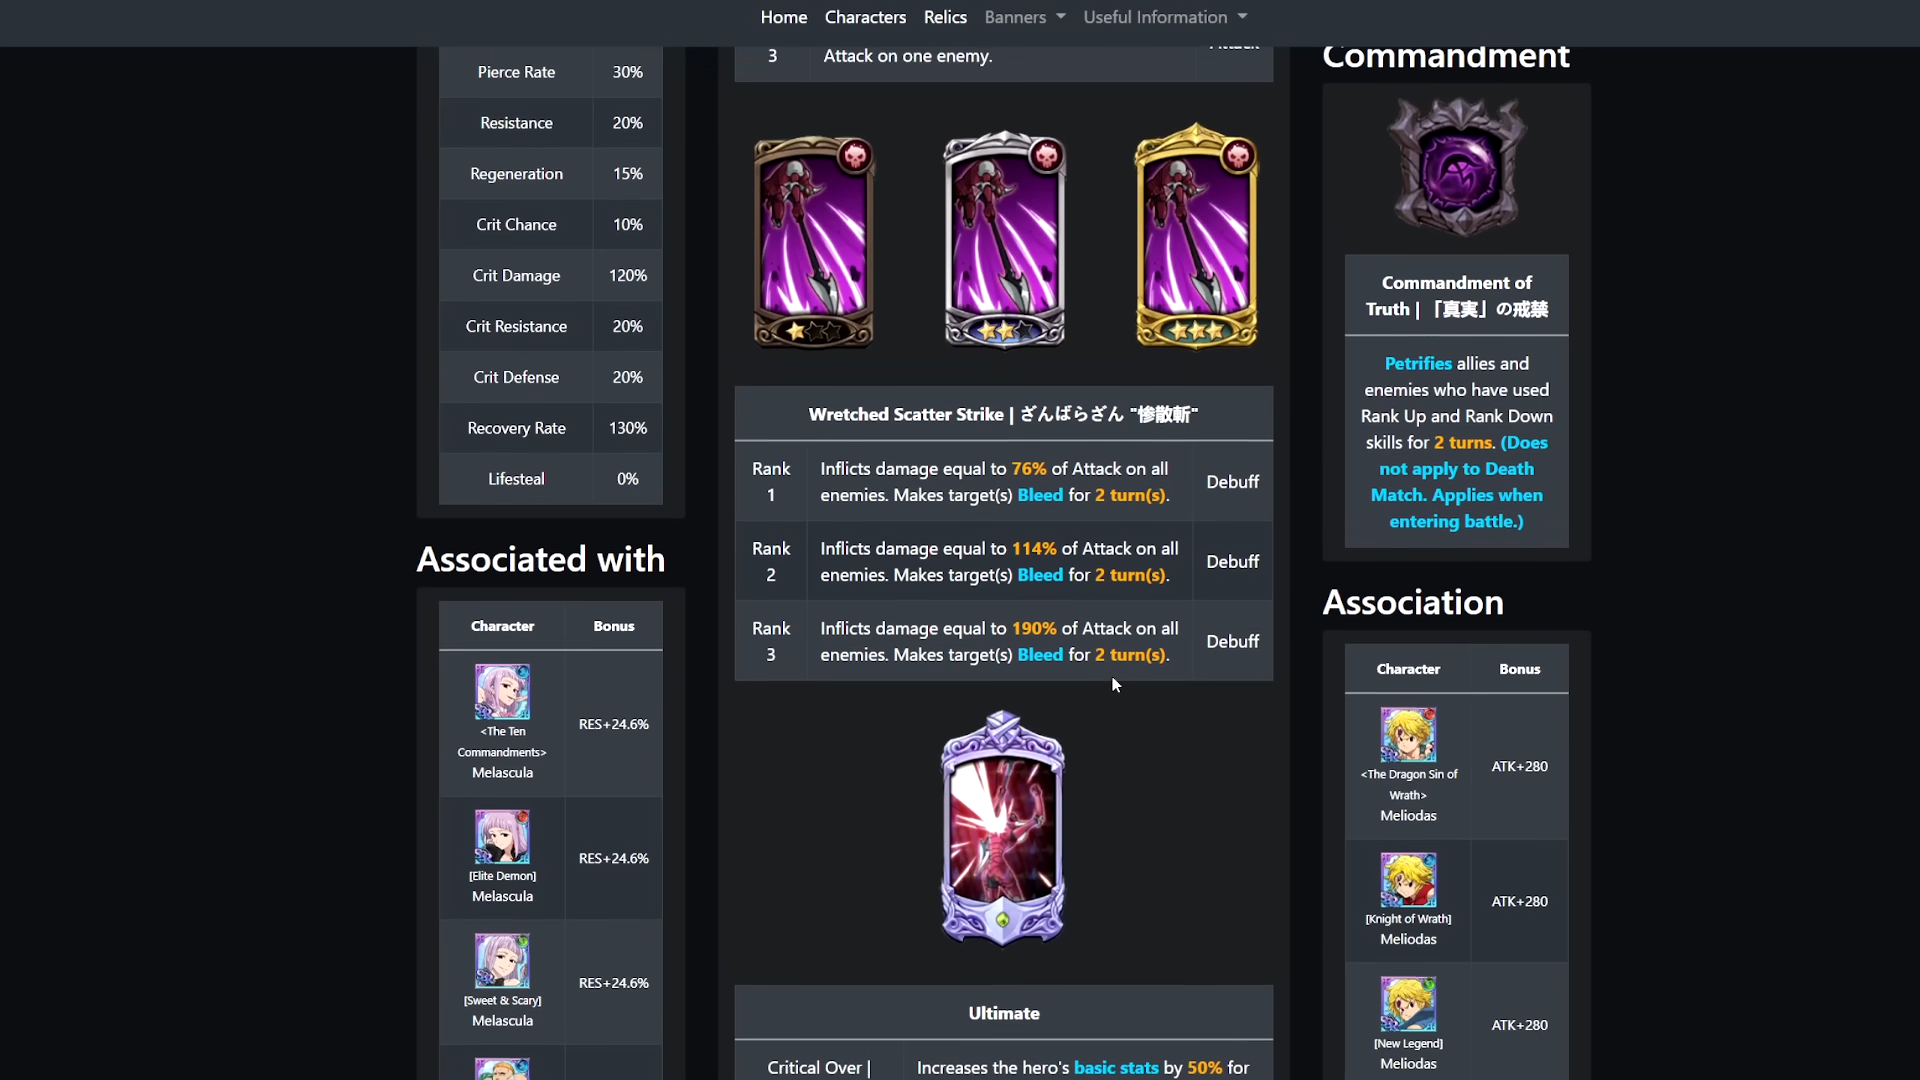 Home Characters Relics Banners Useful Information
Pierce Rate 30%
Resistance 20%
Regeneration 15%
Crit Chance 10%
Crit Damage 120%
Crit Resistance 20%
Crit Defense 20%
Recovery Rate 130%
Lifesteal 0%
Associated with
Character Bonus
<The Ten
Commandments>
Melascula
RES+24.6%
[Elite Demon]
Melascula
RES+24.6%
[Sweet & Scary]
Melascula
RES+24.6%
3
Attack on one enemy.
Attack
Wretched Scatter Strike | ざんばらざん "惨散斬"
Rank
1
Inflicts damage equal to 76% of Attack on all
enemies. Makes target(s) Bleed for 2 turn(s).
Debuff
Rank
2
Inflicts damage equal to 114% of Attack on all
enemies. Makes target(s) Bleed for 2 turn(s).
Debuff
Rank
3
Inflicts damage equal to 190% of Attack on all
enemies. Makes target(s) Bleed for 2 turn(s).
Debuff
Ultimate
Critical Over |
Increases the hero's basic stats by 50% for
Commandment
Commandment of
Truth | 「真実」の戒禁
Petrifies allies and
enemies who have used
Rank Up and Rank Down
skills for 2 turns. (Does
not apply to Death
Match. Applies when
entering battle.)
Association
Character Bonus
<The Dragon Sin of
Wrath>
Meliodas
ATK+280
[Knight of Wrath]
Meliodas
ATK+280
[New Legend]
Meliodas
ATK+280